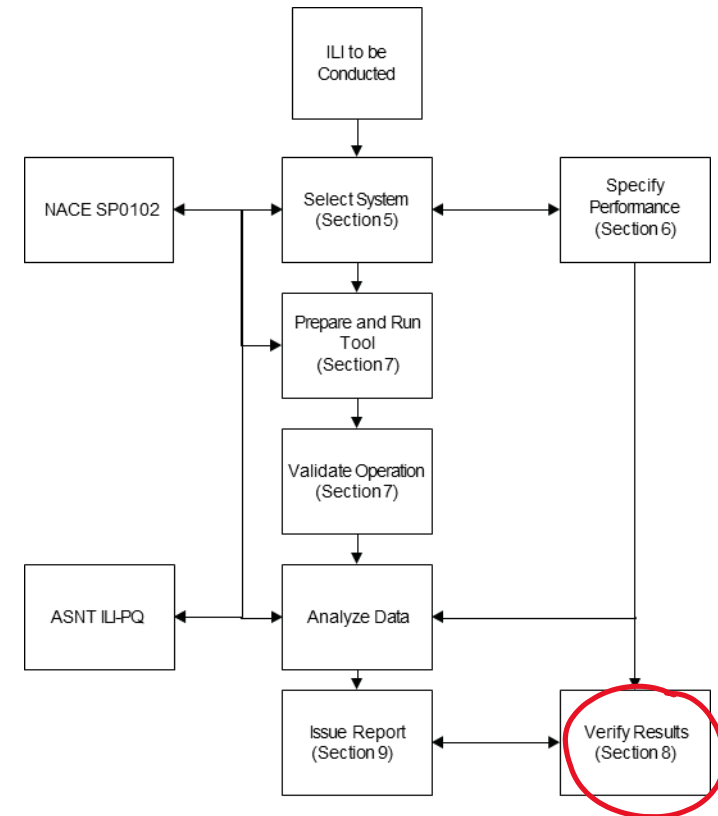 ILI to be
Conducted
NACE SP0102
Select System
(Section 5)
Specify
Performance
(Section 6)
Prepare and Run
Tool
(Section 7)
Validate Operation
(Section 7)
ASNT ILI-PQ
Analyze Data
Issue Report
(Section 9)
Verify Results
(Section 8)